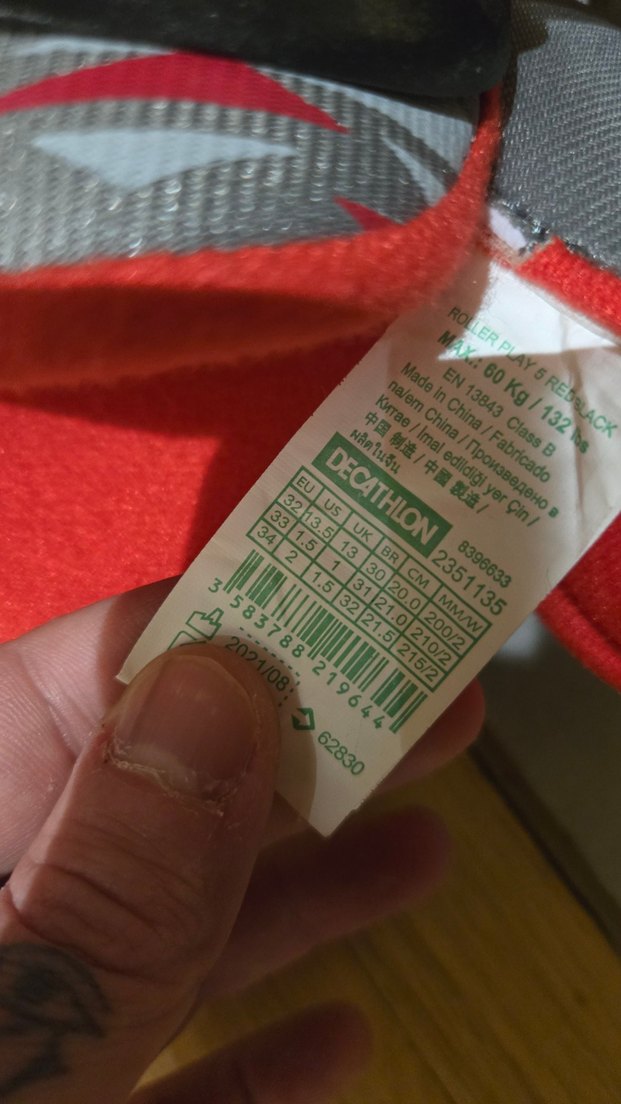 ROLLER PLAY 5 RED BLACK
MAX.: 60 Kg / 132 lbs
EN 13843 Class B
Made in China / Fabricado
na/em China / Произведено в
Китае / İmal edildiği yer Çin /
中国 制造 / 中國 製造 /
ผลิตในจีน
DECATHLON
8396633
2351135
EU US UK BR CM MM/W
32 13.5 13 30 20.0 200/2
33 1.5 1 31 21.0 210/2
34 2 1.5 32 21.5 215/2
3 583788 219644
2021/08
62830